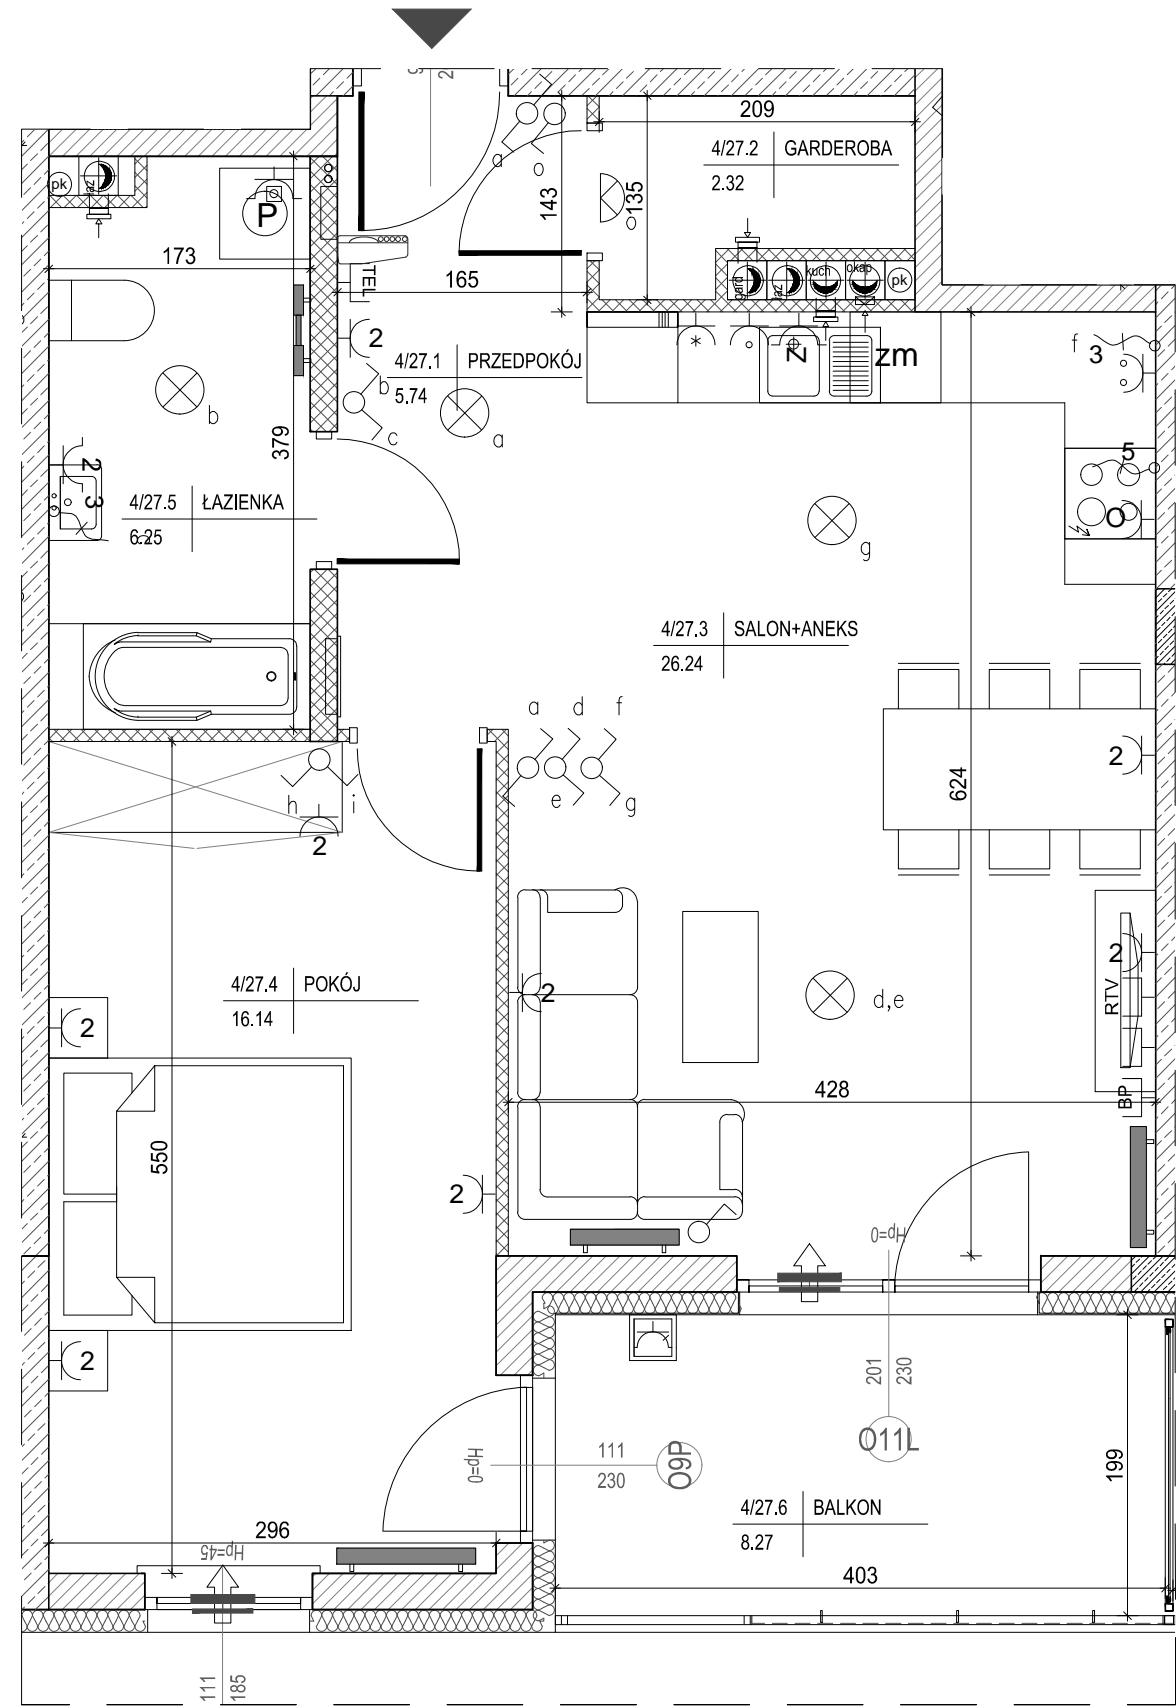 209
4/27.2 GARDEROBA
2.32
143
135
a
o
o
pk
łaz
P
173
TEL
165
gard
łaz
kuch
okap
pk
2
4/27.1 PRZEDPOKÓJ
5.74
b
c
a
b
Z
zm
f
3
379
2
3
4/27.5 ŁAZIENKA
6.25
5
O
g
4/27.3 SALON+ANEKS
26.24
a d f
e g
h i
2
2
624
4/27.4 POKÓJ
16.14
2
2
d,e
2
RTV
BP
428
550
2
2
Hp=0
201
230
O11L
Hp=0
111
230
O9P
4/27.6 BALKON
8.27
199
403
296
Hp=45
111
185